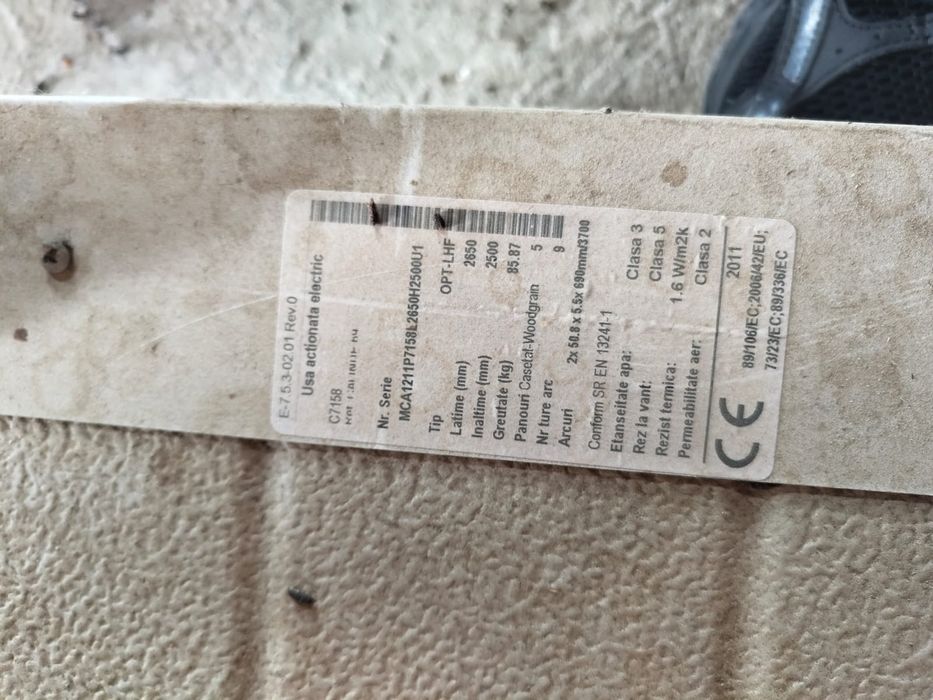 E-7.5.3-02.01 Rev.0
Usa actionata electric
C7158
Nr. Serie
MCA1211P7158L2650H2500U1
Tip OPT-LHF
Latime (mm) 2650
Inaltime (mm) 2500
Greutate (kg) 85.87
Panouri Casetat-Woodgrain 5
Nr ture arc 9
Arcuri 2x 50.8 x 5.5x 690mm/3700
Conform SR EN 13241-1
Etanseitate apa: Clasa 3
Rez la vant: Clasa 5
Rezist termica: 1.6 W/m2k
Permeabilitate aer: Clasa 2
CE 2011
89/106/EC;2006/42/EU;
73/23/EC;89/336/EC